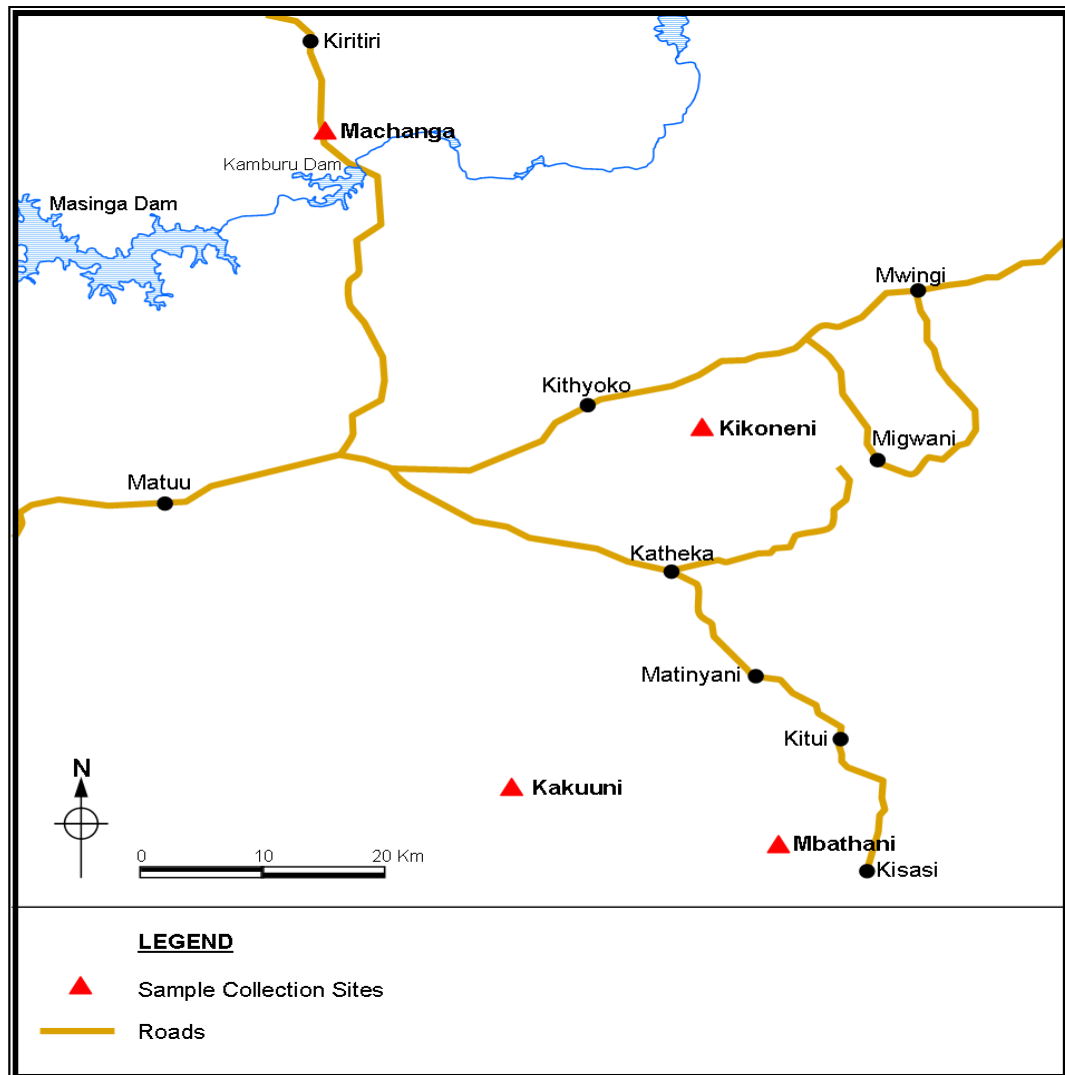 Kiritiri
Machanga
Kamburu Dam
Masinga Dam
Mwingi
Kithyoko
Kikoneni
Migwani
Matuu
Katheka
Matinyani
Kitui
N
Kakuuni
Mbathani
0 10 20 Km
Kisasi
LEGEND
Sample Collection Sites
Roads